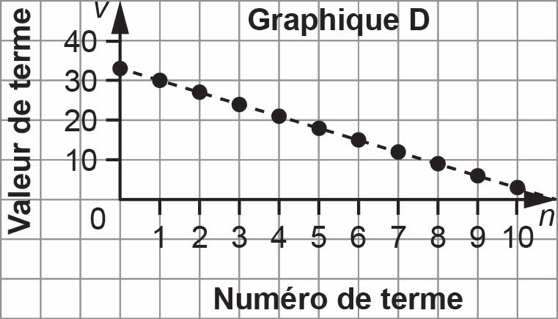 Graphique D
v
Valeur de terme
40
30
20
10
0
1 2 3 4 5 6 7 8 9 10
n
Numéro de terme